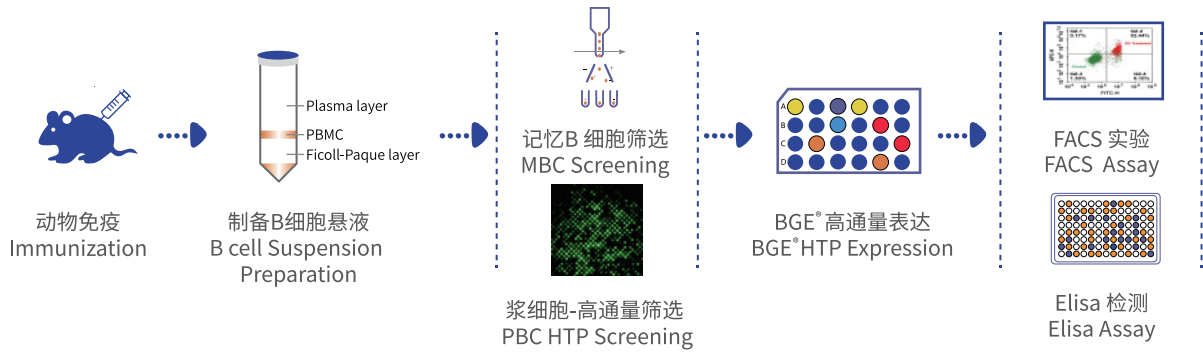 动物免疫
Immunization
Plasma layer
PBMC
Ficoll-Paque layer
制备B细胞悬液
B cell Suspension
Preparation
记忆B 细胞筛选
MBC Screening
浆细胞-高通量筛选
PBC HTP Screening
A
B
C
D
BGE®高通量表达
BGE®HTP Expression
FITC-H
FACS 实验
FACS Assay
Elisa 检测
Elisa Assay